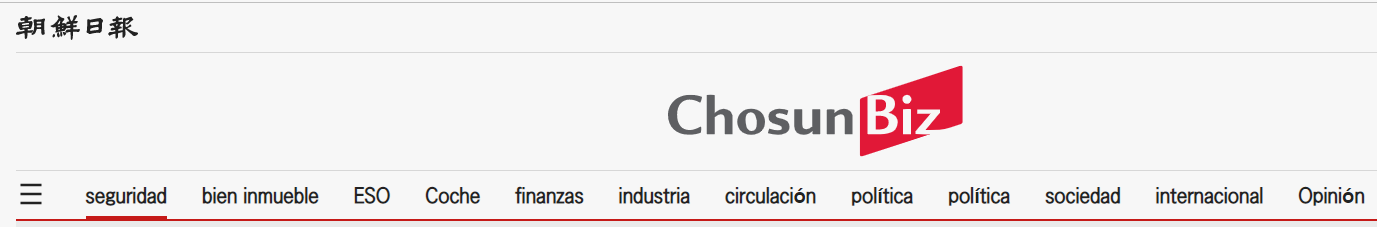 朝鮮日報
ChosunBiz
seguridad bien inmueble ESO Coche finanzas industria circulación política política sociedad internacional Opinión